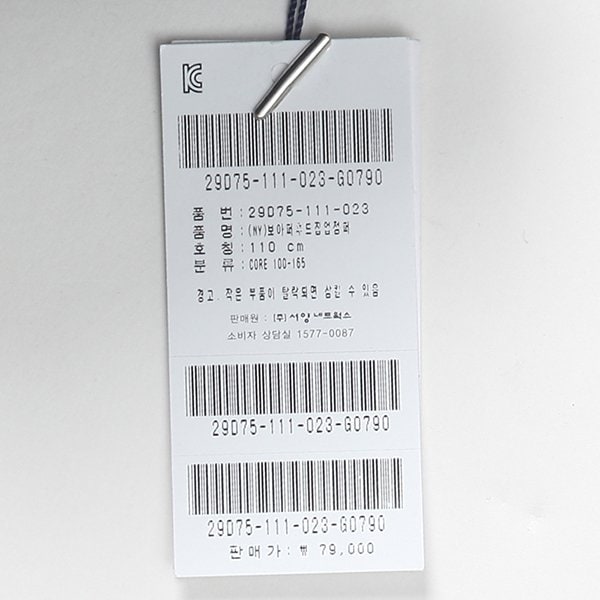 KC
29D75-111-023-G0790
품 번 : 29D75-111-023
품 명 : (NV)보아퍼후드집업점퍼
호 칭 : 110 cm
분 류 : CORE 100-165
경고. 작은 부품이 탈락되면 삼킬 수 있음
판매원 : (주) 서양네트웍스
소비자 상담실 1577-0087
29D75-111-023-G0790
29D75-111-023-G0790
판 매 가 : ₩ 79,000